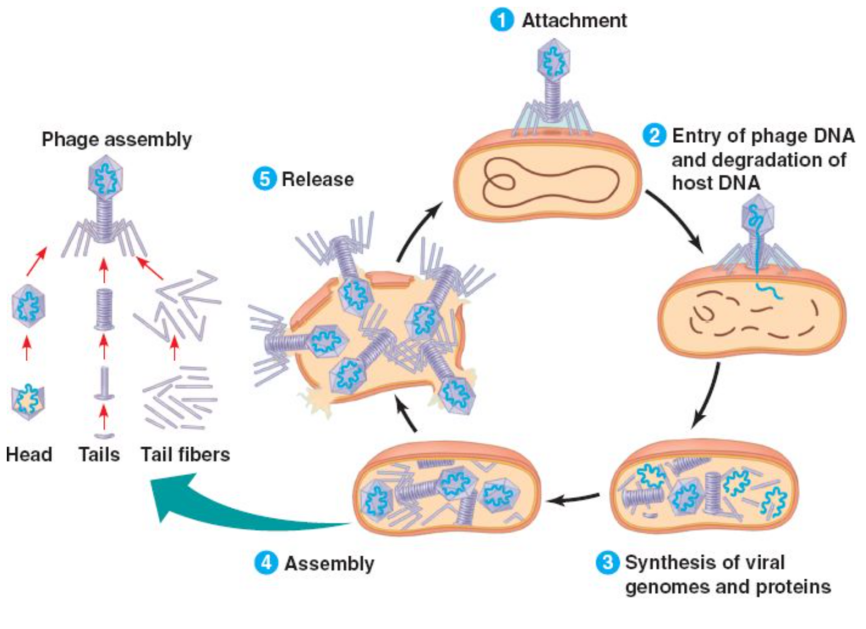 1 Attachment
2 Entry of phage DNA
and degradation of
host DNA
3 Synthesis of viral
genomes and proteins
4 Assembly
5 Release
Phage assembly
Head Tails Tail fibers